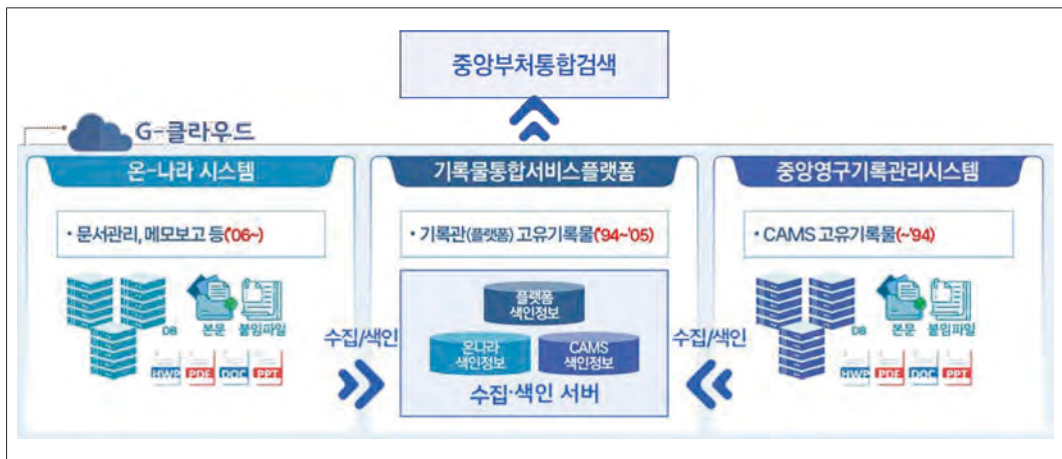 중앙부처통합검색
G-클라우드
온-나라 시스템
• 문서관리, 메모보고 등('06~)
DB
본문
붙임파일
HWP
PDF
DOC
PPT
수집/색인
기록물통합서비스플랫폼
• 기록관(플랫폼) 고유기록물('94~'05)
플랫폼
색인정보
온나라
색인정보
CAMS
색인정보
수집·색인 서버
수집/색인
중앙영구기록관리시스템
• CAMS 고유기록물(~'94)
DB
본문
붙임파일
HWP
PDF
DOC
PPT